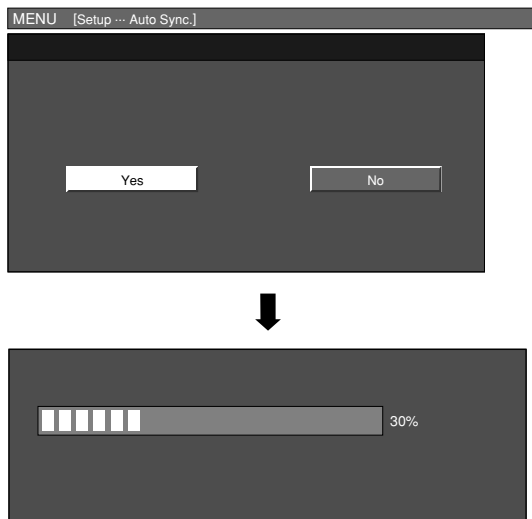 MENU [Setup ··· Auto Sync.]
Yes No
30%